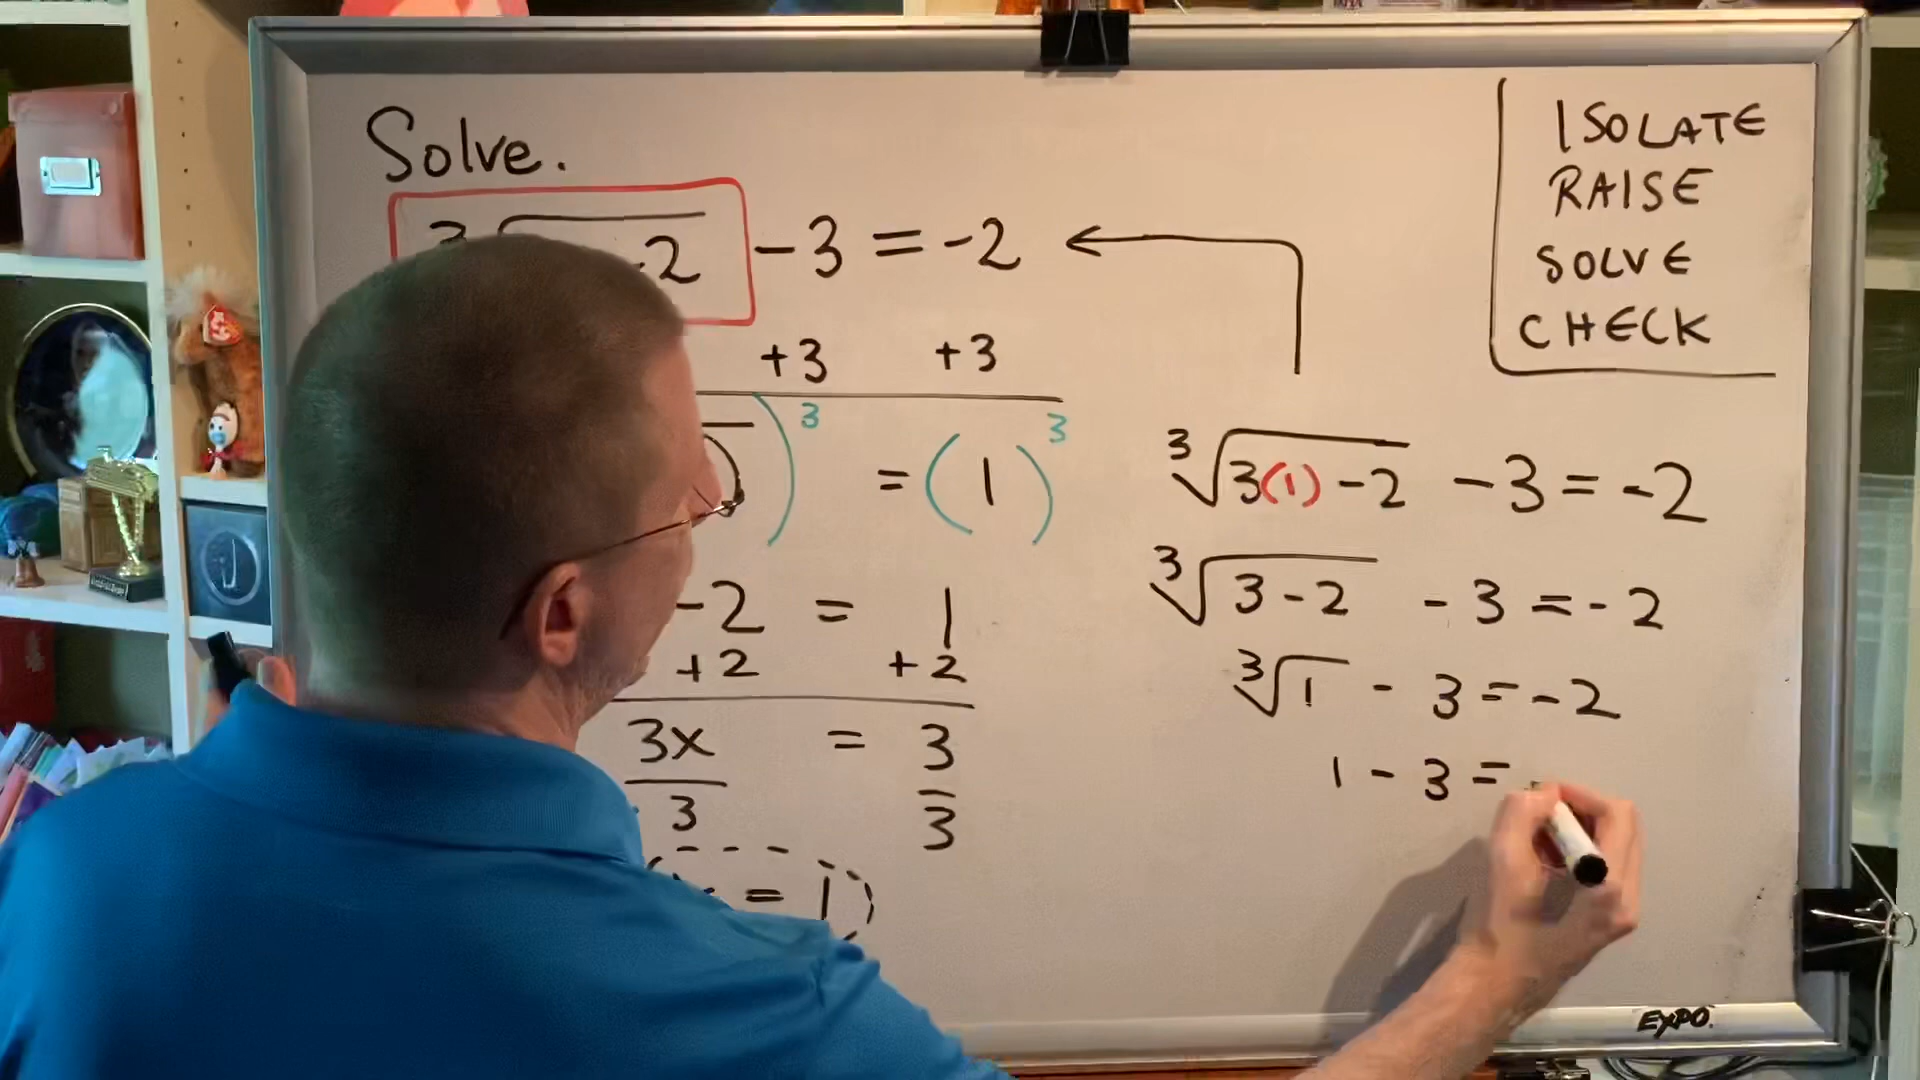 Solve.
3 -2 -3 = -2
+3 +3
3 = (1)3
-2 = 1
+2 +2
3x = 3
3 3
= 1
ISOLATE
RAISE
SOLVE
CHECK
³√3(1) -2 -3 = -2
³√3-2 -3 = -2
³√1 - 3 = -2
1 - 3 =
EXPO